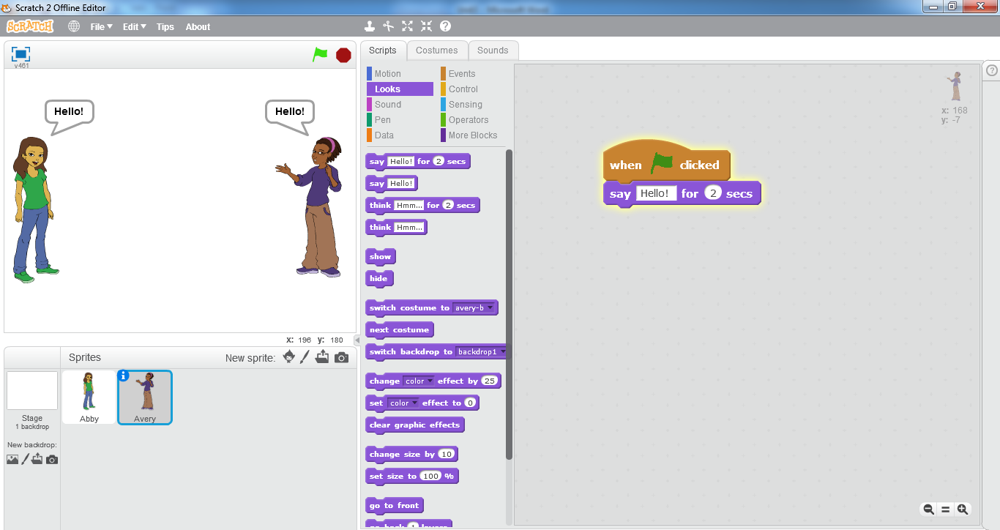 Scratch 2 Offline Editor
SCRATCH File Edit Tips About
v461
Hello! Hello!
x: 196 y: 180
Sprites New sprite:
Stage
1 backdrop
New backdrop:
Abby Avery
Scripts Costumes Sounds
Motion Events
Looks Control
Sound Sensing
Pen Operators
Data More Blocks
say Hello! for 2 secs
say Hello!
think Hmm... for 2 secs
think Hmm...
show
hide
switch costume to avery-b
next costume
switch backdrop to backdrop1
change color effect by 25
set color effect to 0
clear graphic effects
change size by 10
set size to 100 %
go to front
when clicked
say Hello! for 2 secs
x: 168
y: -7